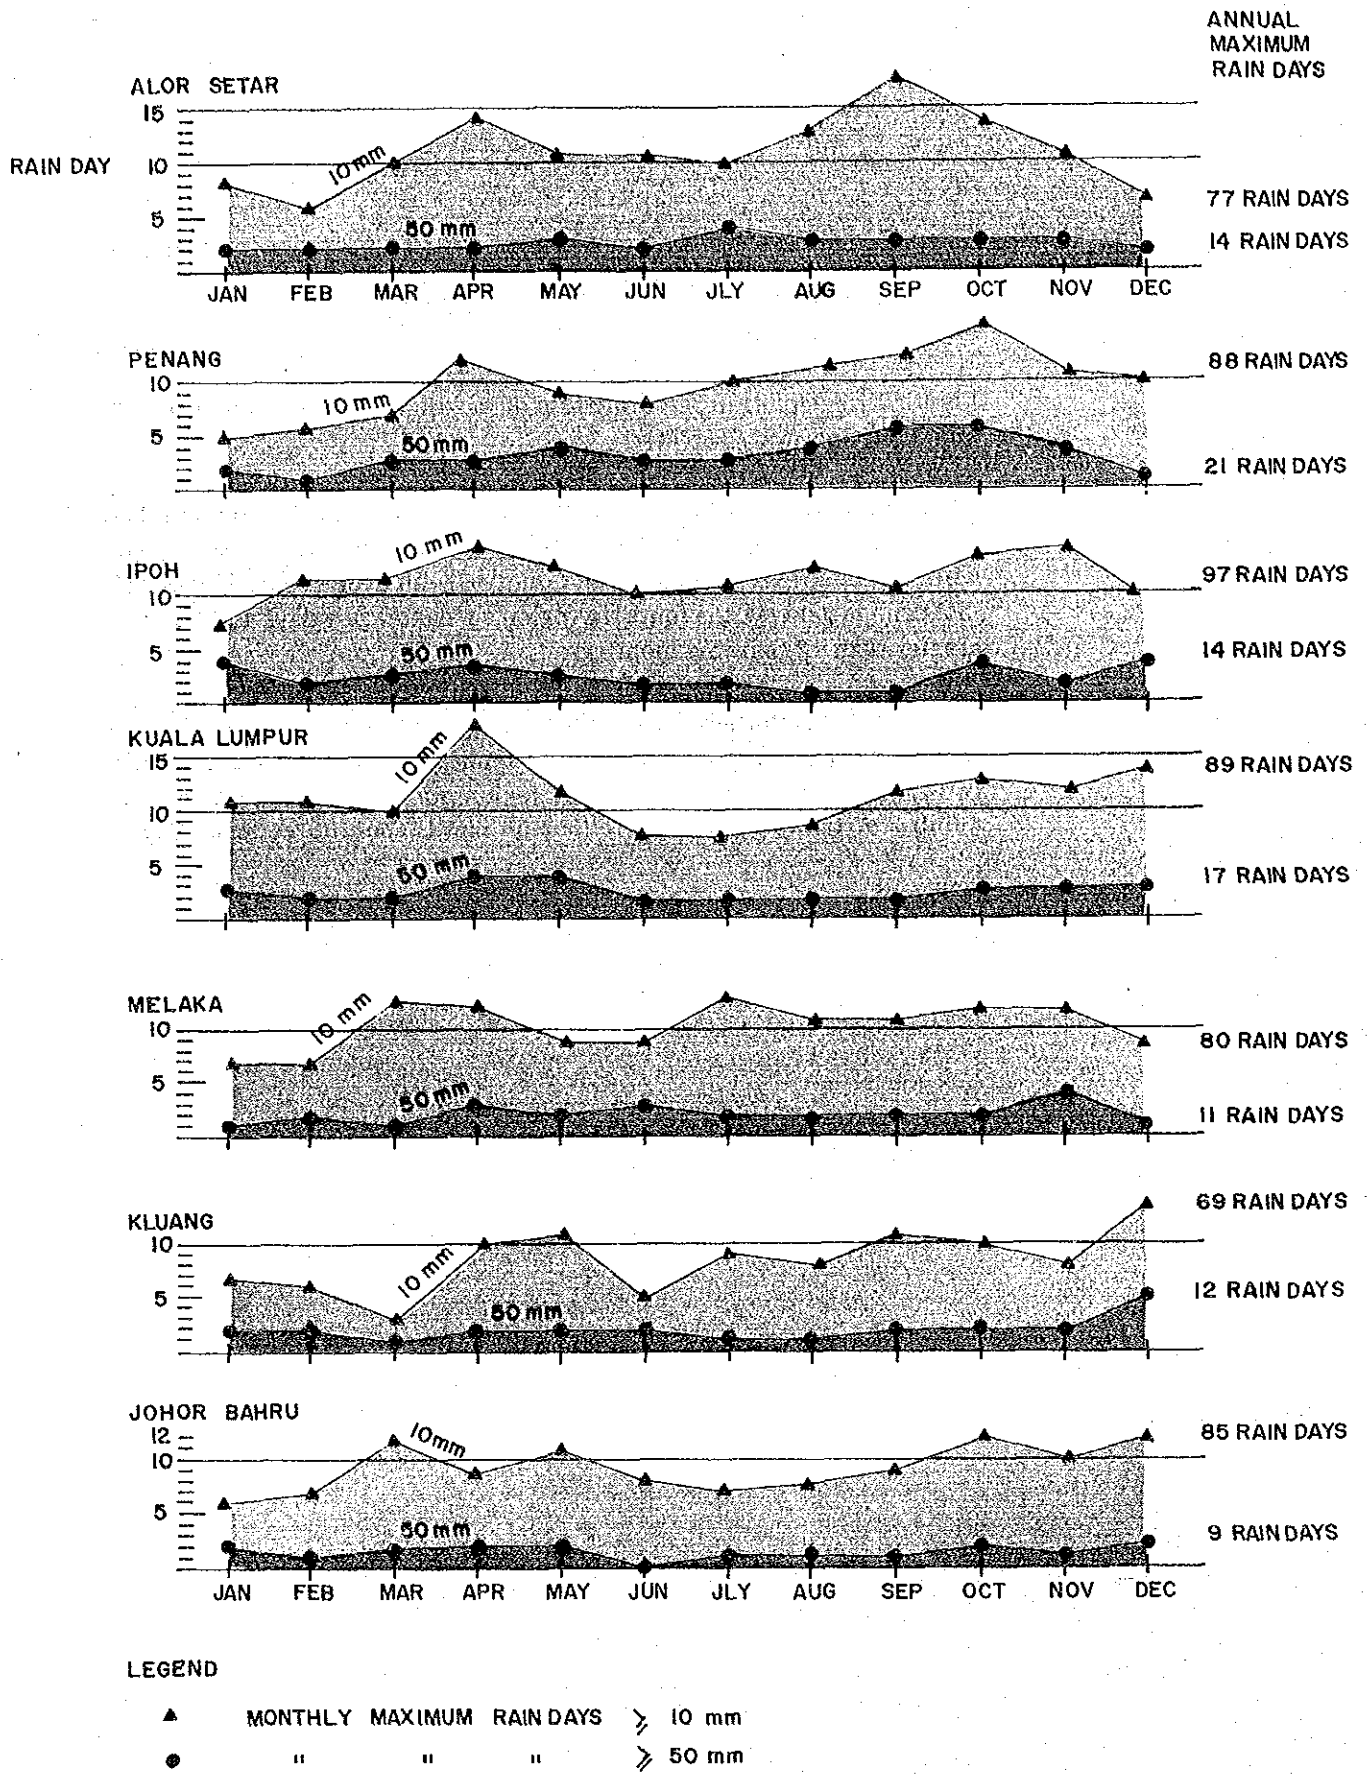 ANNUAL
MAXIMUM
RAIN DAYS
ALOR SETAR
15
RAIN DAY
10
5
10 mm
50 mm
77 RAIN DAYS
14 RAIN DAYS
JAN FEB MAR APR MAY JUN JLY AUG SEP OCT NOV DEC
PENANG
10
5
10 mm
50 mm
88 RAIN DAYS
21 RAIN DAYS
IPOH
10
5
10 mm
50 mm
97 RAIN DAYS
14 RAIN DAYS
KUALA LUMPUR
15
10
5
10 mm
50 mm
89 RAIN DAYS
17 RAIN DAYS
MELAKA
10
5
10 mm
50 mm
80 RAIN DAYS
11 RAIN DAYS
KLUANG
10
5
10 mm
50 mm
69 RAIN DAYS
12 RAIN DAYS
JOHOR BAHRU
12
10
5
10mm
50 mm
85 RAIN DAYS
9 RAIN DAYS
JAN FEB MAR APR MAY JUN JLY AUG SEP OCT NOV DEC
LEGEND
▲ MONTHLY MAXIMUM RAIN DAYS ≥ 10 mm
● " " " ≥ 50 mm